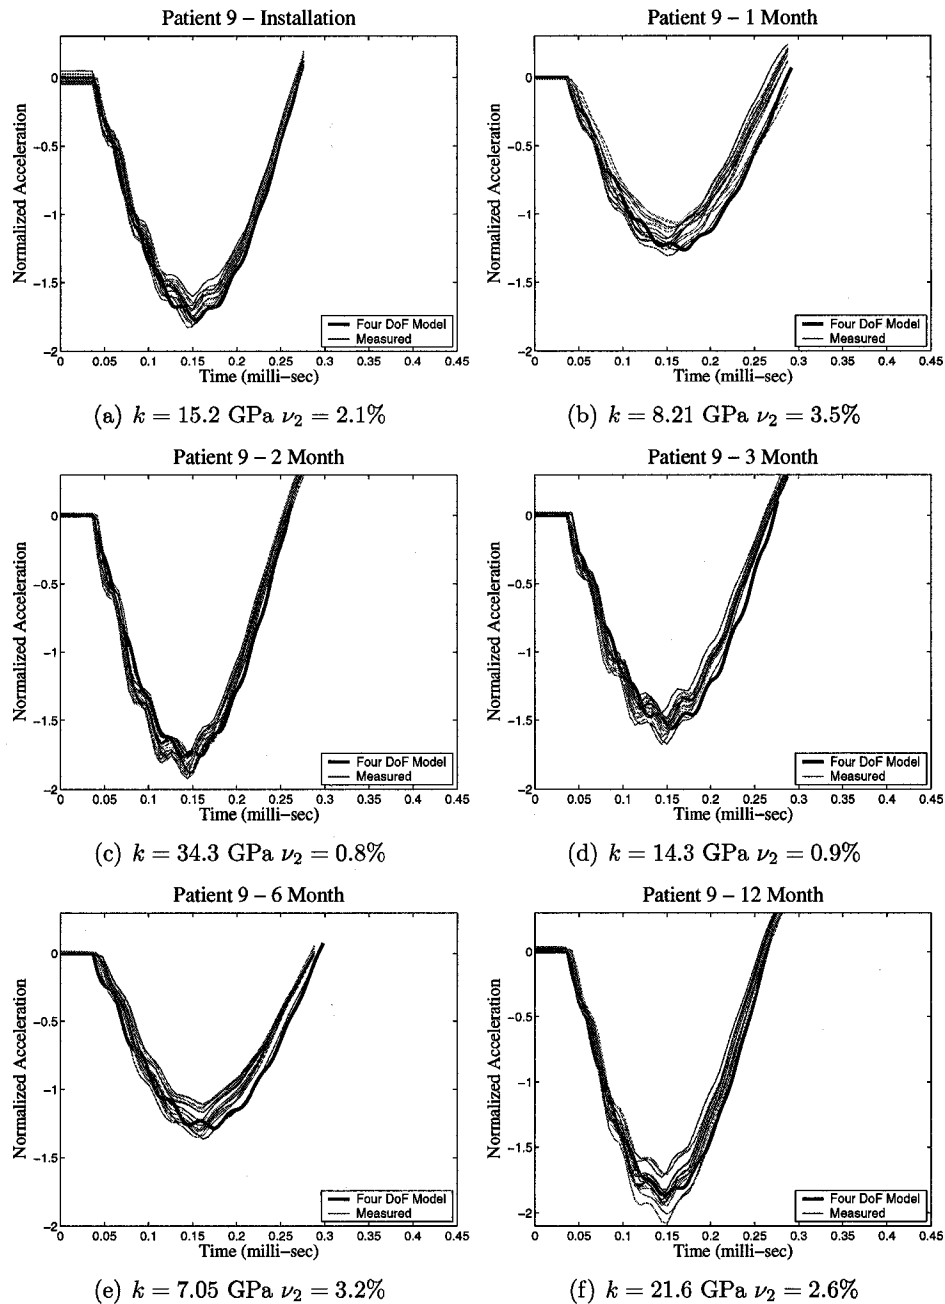 Patient 9 – Installation
Normalized Acceleration
0
−0.5
−1
−1.5
−2
0 0.05 0.1 0.15 0.2 0.25 0.3 0.35 0.4 0.45
Time (milli−sec)
Four DoF Model
Measured
(a) k = 15.2 GPa ν₂ = 2.1%
Patient 9 – 1 Month
Normalized Acceleration
0
−0.5
−1
−1.5
−2
0 0.05 0.1 0.15 0.2 0.25 0.3 0.35 0.4 0.45
Time (milli−sec)
Four DoF Model
Measured
(b) k = 8.21 GPa ν₂ = 3.5%
Patient 9 – 2 Month
Normalized Acceleration
0
−0.5
−1
−1.5
−2
0 0.05 0.1 0.15 0.2 0.25 0.3 0.35 0.4 0.45
Time (milli−sec)
Four DoF Model
Measured
(c) k = 34.3 GPa ν₂ = 0.8%
Patient 9 – 3 Month
Normalized Acceleration
0
−0.5
−1
−1.5
−2
0 0.05 0.1 0.15 0.2 0.25 0.3 0.35 0.4 0.45
Time (milli−sec)
Four DoF Model
Measured
(d) k = 14.3 GPa ν₂ = 0.9%
Patient 9 – 6 Month
Normalized Acceleration
0
−0.5
−1
−1.5
−2
0 0.05 0.1 0.15 0.2 0.25 0.3 0.35 0.4 0.45
Time (milli−sec)
Four DoF Model
Measured
(e) k = 7.05 GPa ν₂ = 3.2%
Patient 9 – 12 Month
Normalized Acceleration
0
−0.5
−1
−1.5
−2
0 0.05 0.1 0.15 0.2 0.25 0.3 0.35 0.4 0.45
Time (milli−sec)
Four DoF Model
Measured
(f) k = 21.6 GPa ν₂ = 2.6%